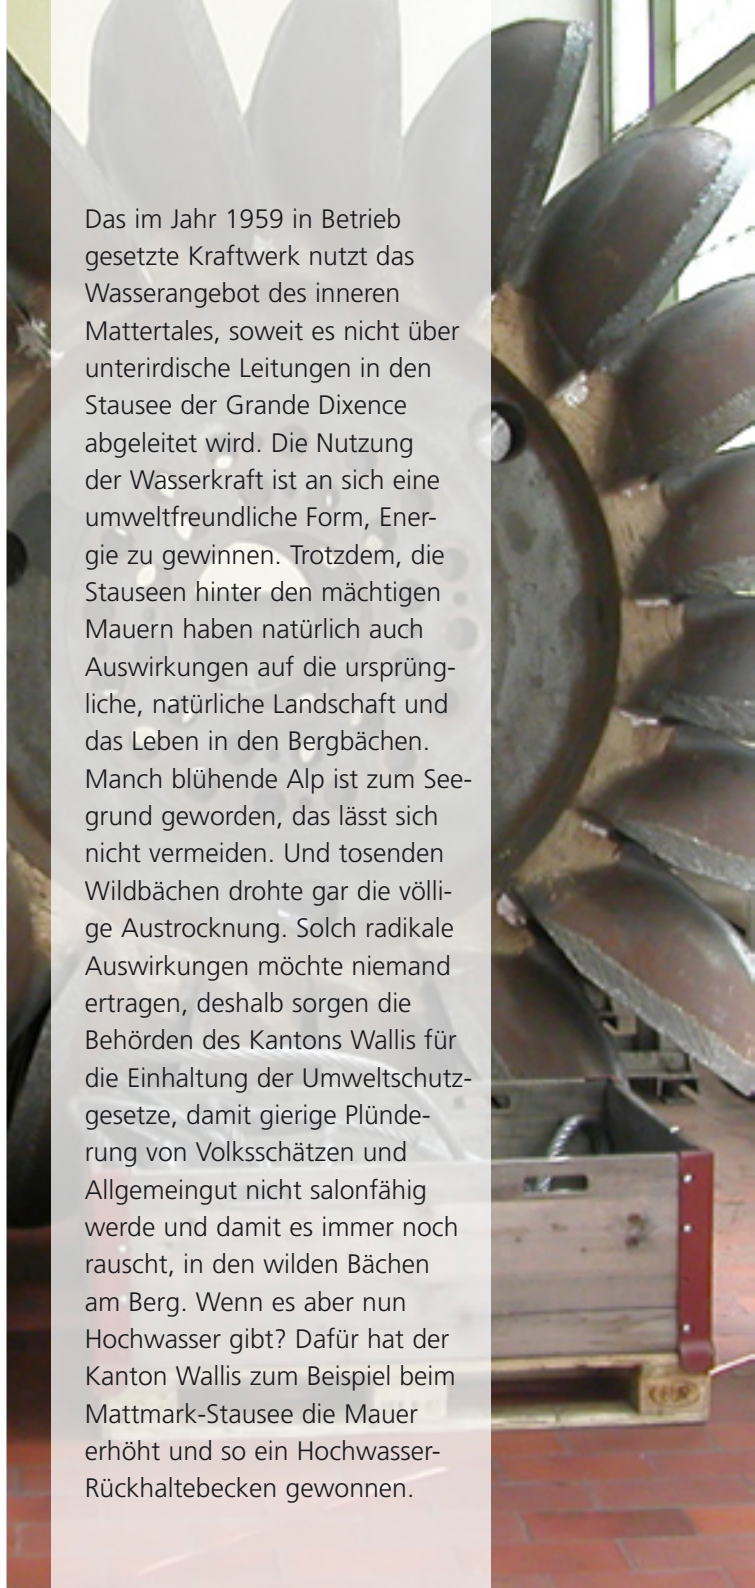 Das im Jahr 1959 in Betrieb
gesetzte Kraftwerk nutzt das
Wasserangebot des inneren
Mattertales, soweit es nicht über
unterirdische Leitungen in den
Stausee der Grande Dixence
abgeleitet wird. Die Nutzung
der Wasserkraft ist an sich eine
umweltfreundliche Form, Ener-
gie zu gewinnen. Trotzdem, die
Stauseen hinter den mächtigen
Mauern haben natürlich auch
Auswirkungen auf die ursprüng-
liche, natürliche Landschaft und
das Leben in den Bergbächen.
Manch blühende Alp ist zum See-
grund geworden, das lässt sich
nicht vermeiden. Und tosenden
Wildbächen drohte gar die völli-
ge Austrocknung. Solch radikale
Auswirkungen möchte niemand
ertragen, deshalb sorgen die
Behörden des Kantons Wallis für
die Einhaltung der Umweltschutz-
gesetze, damit gierige Plünde-
rung von Volksschätzen und
Allgemeingut nicht salonfähig
werde und damit es immer noch
rauscht, in den wilden Bächen
am Berg. Wenn es aber nun
Hochwasser gibt? Dafür hat der
Kanton Wallis zum Beispiel beim
Mattmark-Stausee die Mauer
erhöht und so ein Hochwasser-
Rückhaltebecken gewonnen.